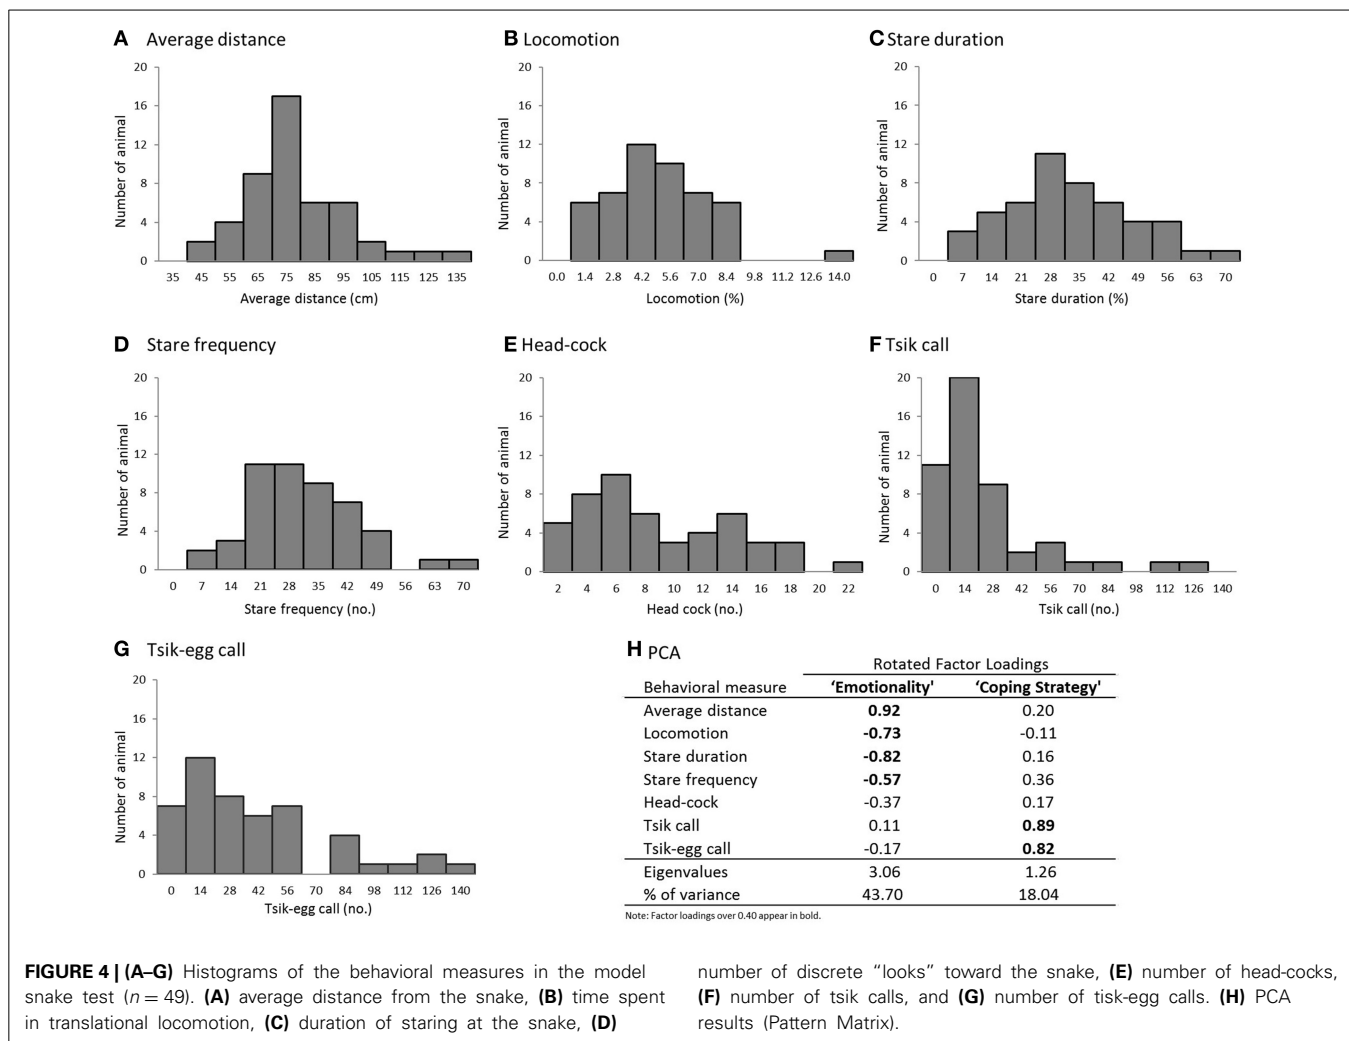 A Average distance
20
16
12
8
4
0
Number of animal
35 45 55 65 75 85 95 105 115 125 135
Average distance (cm)
B Locomotion
20
16
12
8
4
0
Number of animal
0.0 1.4 2.8 4.2 5.6 7.0 8.4 9.8 11.2 12.6 14.0
Locomotion (%)
C Stare duration
20
16
12
8
4
0
Number of animal
0 7 14 21 28 35 42 49 56 63 70
Stare duration (%)
D Stare frequency
20
16
12
8
4
0
Number of animal
0 7 14 21 28 35 42 49 56 63 70
Stare frequency (no.)
E Head-cock
20
16
12
8
4
0
Number of animal
2 4 6 8 10 12 14 16 18 20 22
Head cock (no.)
F Tsik call
20
16
12
8
4
0
Number of animal
0 14 28 42 56 70 84 98 112 126 140
Tsik call (no.)
G Tsik-egg call
20
16
12
8
4
0
Number of animal
0 14 28 42 56 70 84 98 112 126 140
Tsik-egg call (no.)
H PCA
Rotated Factor Loadings
Behavioral measure 'Emotionality' 'Coping Strategy'
Average distance 0.92 0.20
Locomotion -0.73 -0.11
Stare duration -0.82 0.16
Stare frequency -0.57 0.36
Head-cock -0.37 0.17
Tsik call 0.11 0.89
Tsik-egg call -0.17 0.82
Eigenvalues 3.06 1.26
% of variance 43.70 18.04
Note: Factor loadings over 0.40 appear in bold.
FIGURE 4 | (A–G) Histograms of the behavioral measures in the model
snake test (n = 49). (A) average distance from the snake, (B) time spent
in translational locomotion, (C) duration of staring at the snake, (D)
number of discrete "looks" toward the snake, (E) number of head-cocks,
(F) number of tsik calls, and (G) number of tisk-egg calls. (H) PCA
results (Pattern Matrix).